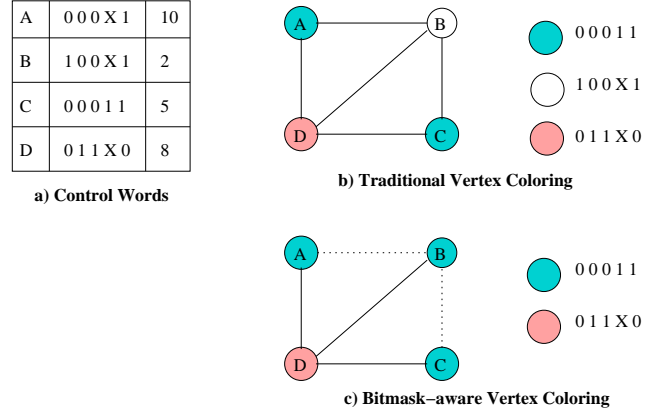 A 0 0 0 X 1 10
B 1 0 0 X 1 2
C 0 0 0 1 1 5
D 0 1 1 X 0 8
a) Control Words
A B
D C
0 0 0 1 1
1 0 0 X 1
0 1 1 X 0
b) Traditional Vertex Coloring
A B
D C
0 0 0 1 1
0 1 1 X 0
c) Bitmask−aware Vertex Coloring